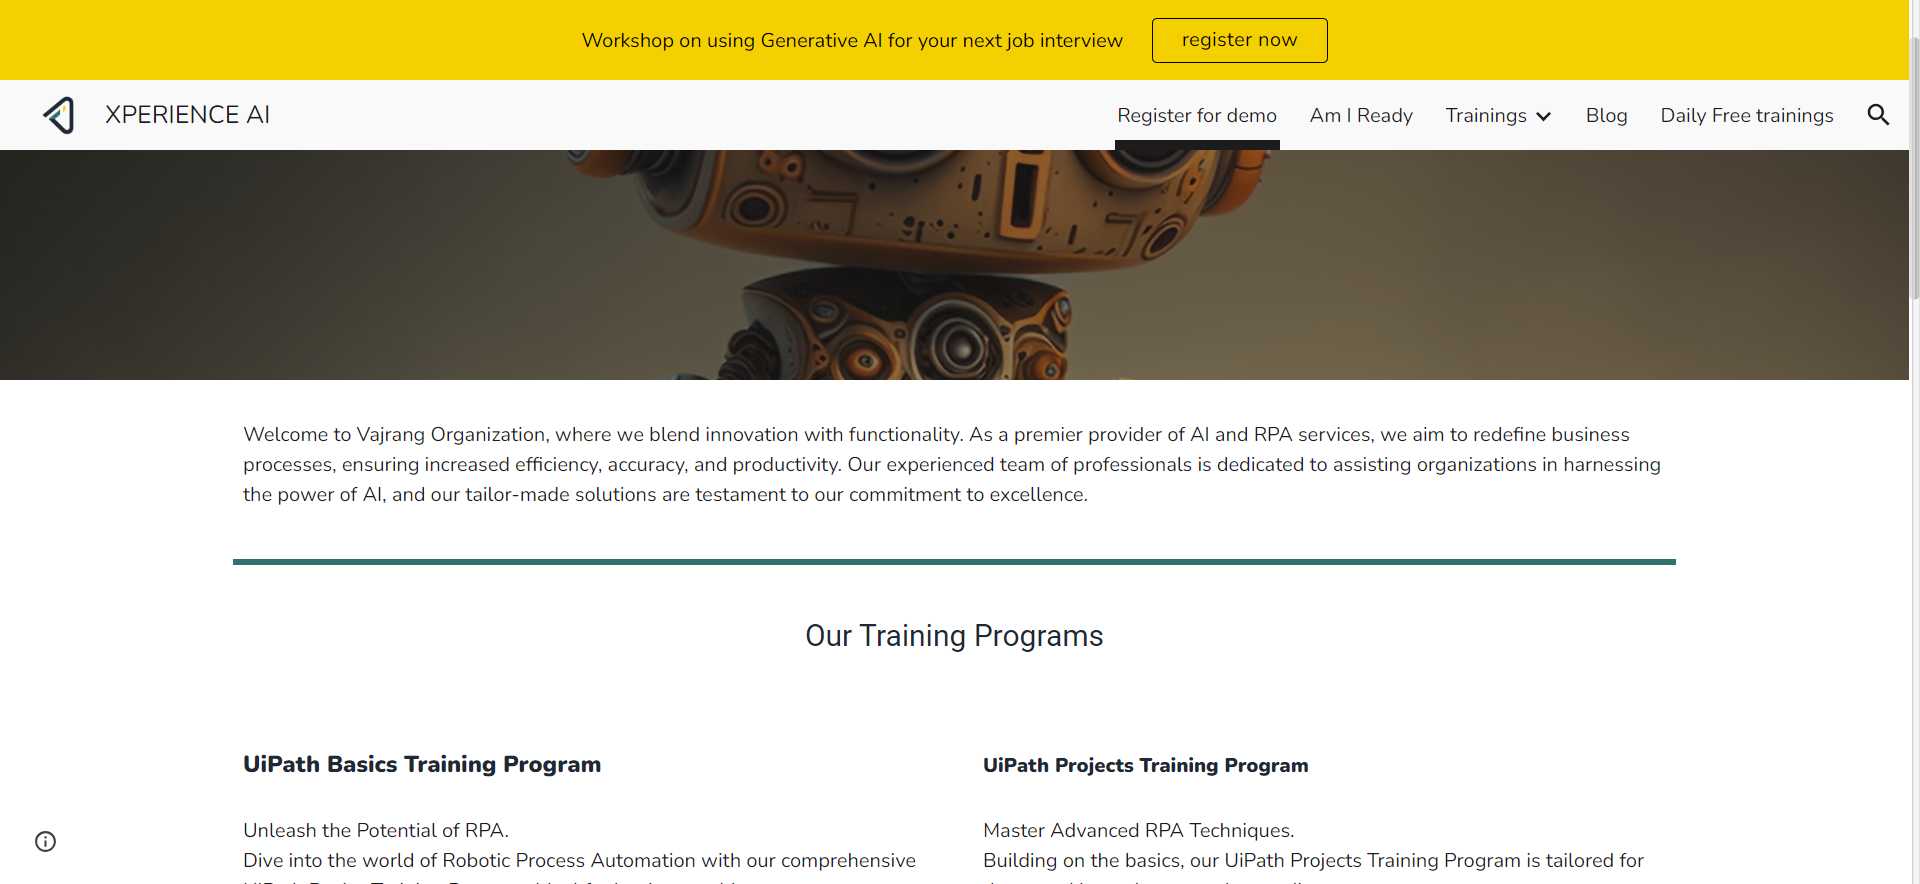 Workshop on using Generative AI for your next job interview
register now
XPERIENCE AI
Register for demo
Am I Ready
Trainings
Blog
Daily Free trainings
Welcome to Vajrang Organization, where we blend innovation with functionality. As a premier provider of AI and RPA services, we aim to redefine business
processes, ensuring increased efficiency, accuracy, and productivity. Our experienced team of professionals is dedicated to assisting organizations in harnessing
the power of AI, and our tailor-made solutions are testament to our commitment to excellence.
Our Training Programs
UiPath Basics Training Program
Unleash the Potential of RPA.
Dive into the world of Robotic Process Automation with our comprehensive
UiPath Projects Training Program
Master Advanced RPA Techniques.
Building on the basics, our UiPath Projects Training Program is tailored for